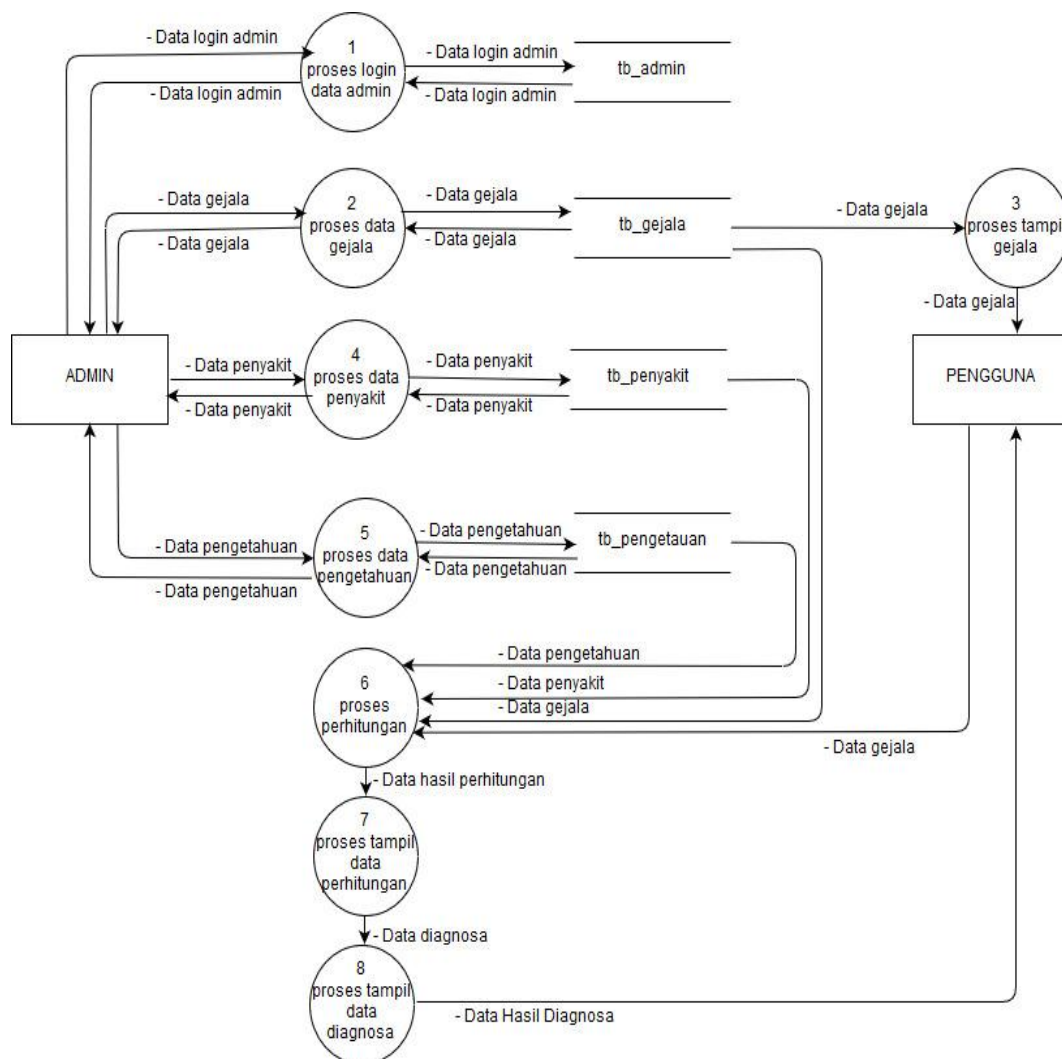 - Data login admin
1
proses login
data admin
- Data login admin
tb_admin
- Data login admin
- Data login admin
- Data gejala
2
proses data
gejala
- Data gejala
tb_gejala
- Data gejala
- Data gejala
- Data gejala
3
proses tampil
gejala
- Data gejala
ADMIN
- Data penyakit
4
proses data
penyakit
- Data penyakit
tb_penyakit
- Data penyakit
- Data penyakit
PENGGUNA
- Data pengetahuan
5
proses data
pengetahuan
- Data pengetahuan
tb_pengetauan
- Data pengetahuan
- Data pengetahuan
- Data pengetahuan
6
proses
perhitungan
- Data penyakit
- Data gejala
- Data gejala
- Data hasil perhitungan
7
proses tampil
data
perhitungan
- Data diagnosa
8
proses tampil
data
diagnosa
- Data Hasil Diagnosa